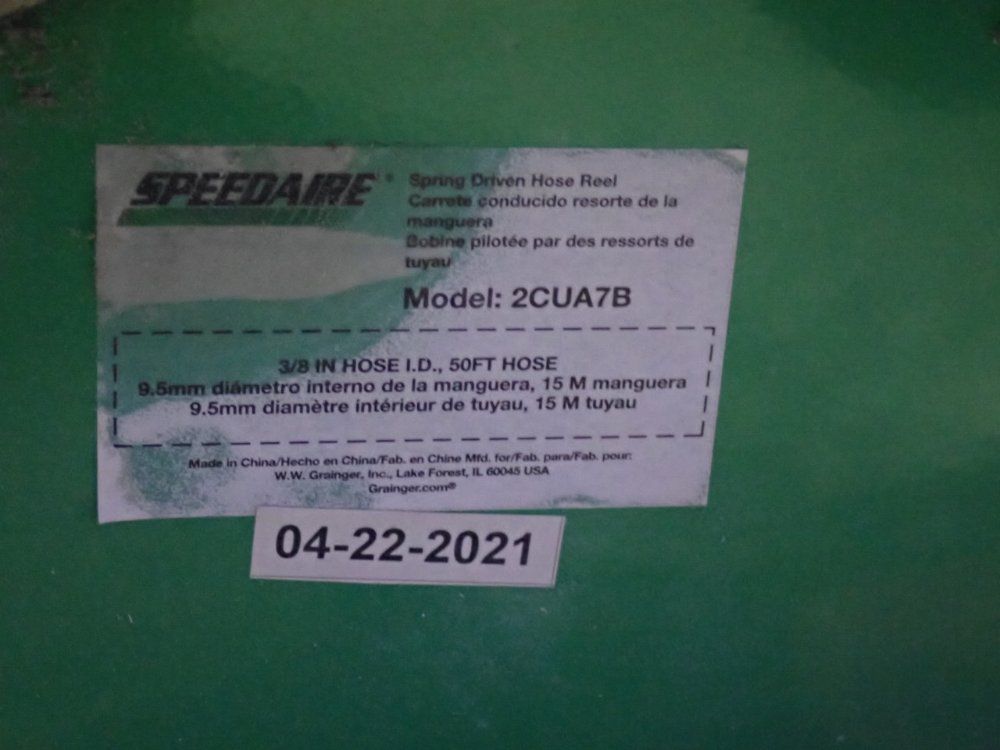 SPEEDAIRE®
Spring Driven Hose Reel
Carrete conducido resorte de la
manguera
Bobine pilotée par des ressorts de
tuyau
Model: 2CUA7B
3/8 IN HOSE I.D., 50FT HOSE
9.5mm diámetro interno de la manguera, 15 M manguera
9.5mm diamètre intérieur de tuyau, 15 M tuyau
Made in China/Hecho en China/Fab. en Chine Mfd. for/Fab. para/Fab. pour:
W.W. Grainger, Inc., Lake Forest, IL 60045 USA
Grainger.com®
04-22-2021